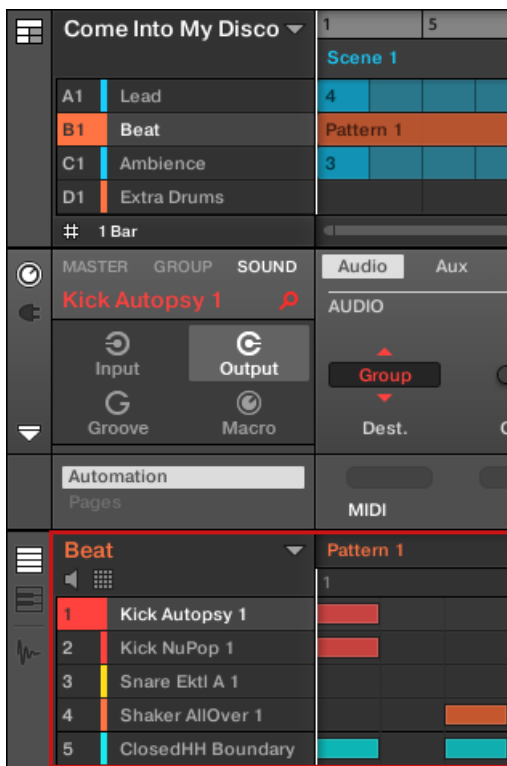 Come Into My Disco
1 5
Scene 1
A1 Lead 4
B1 Beat Pattern 1
C1 Ambience 3
D1 Extra Drums
1 Bar
MASTER GROUP SOUND Audio Aux
Kick Autopsy 1 AUDIO
Input Output
Group
Groove Macro Dest.
Automation
Pages
MIDI
Beat Pattern 1
1
1 Kick Autopsy 1
2 Kick NuPop 1
3 Snare Ektl A 1
4 Shaker AllOver 1
5 ClosedHH Boundary